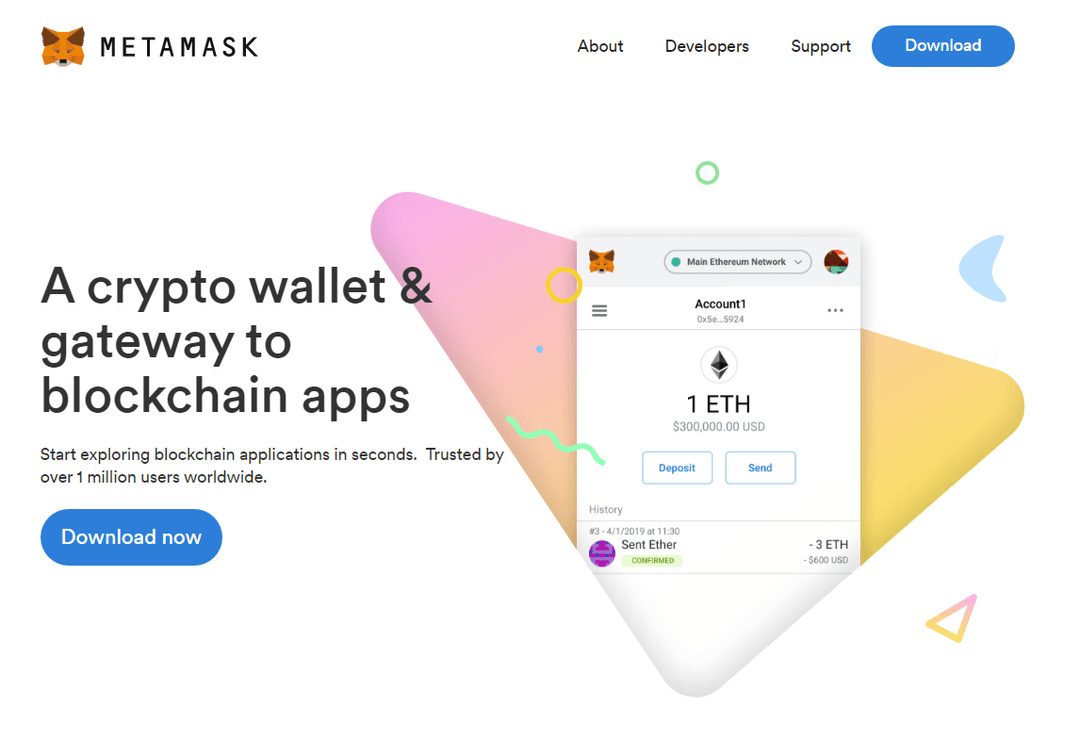 METAMASK
About
Developers
Support
Download
A crypto wallet &
gateway to
blockchain apps
Start exploring blockchain applications in seconds.  Trusted by
over 1 million users worldwide.
Download now
Main Ethereum Network
Account1
0x5e...5924
1 ETH
$300,000.00 USD
Deposit
Send
History
#3 - 4/1/2019 at 11:30
Sent Ether
- 3 ETH
CONFIRMED
- $600 USD